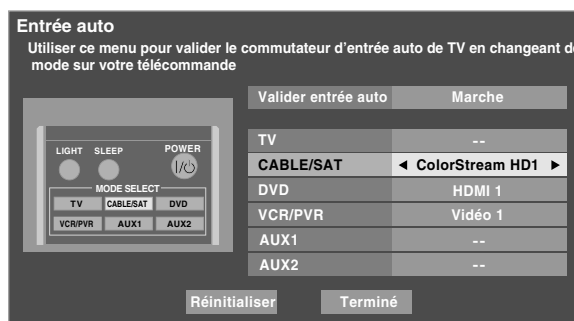 Entrée auto
Utiliser ce menu pour valider le commutateur d'entrée auto de TV en changeant
mode sur votre télécommande
Valider entrée auto Marche
LIGHT SLEEP POWER
MODE SELECT
TV CABLE/SAT DVD
VCR/PVR AUX1 AUX2
TV --
CABLE/SAT ◄ ColorStream HD1 ►
DVD HDMI 1
VCR/PVR Vidéo 1
AUX1 --
AUX2 --
Réinitialiser Terminé